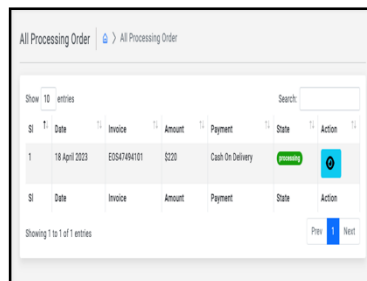 All Processing Order > All Processing Order
Show 10 entries Search:
Sl Date Invoice Amount Payment State Action
1 18 April 2023 EOS47494101 $220 Cash On Delivery processing
Sl Date Invoice Amount Payment State Action
Showing 1 to 1 of 1 entries
Prev 1 Next